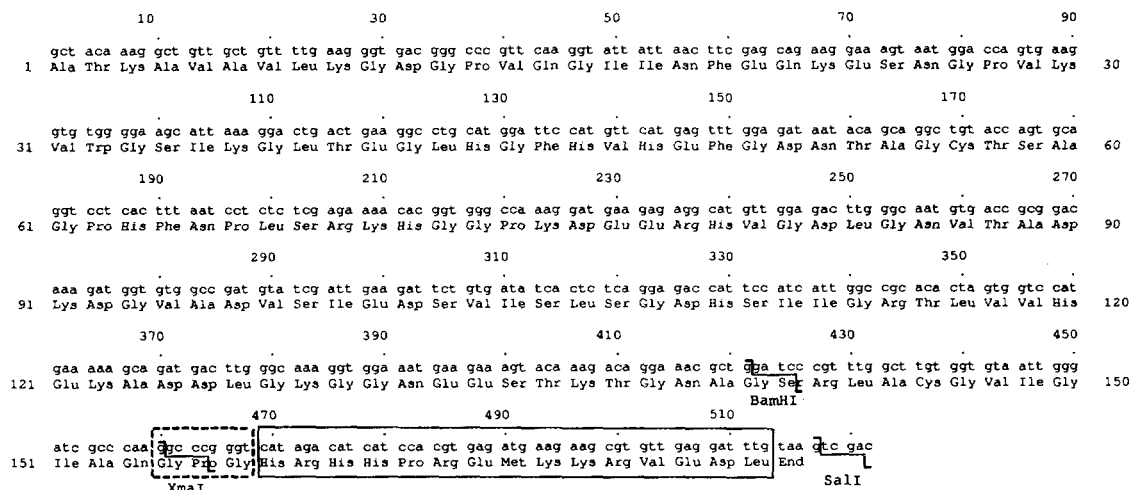 10 30 50 70 90
gct aca aag gct gtt gct gtt ttg aag ggt gac ggg ccc gtt caa ggt att att aac ttc gag cag aag gaa agt aat gga cca gtg aag
1 Ala Thr Lys Ala Val Ala Val Leu Lys Gly Asp Gly Pro Val Gln Gly Ile Ile Asn Phe Glu Gln Lys Glu Ser Asn Gly Pro Val Lys 30
110 130 150 170
gtg tgg gga agc att aaa gga ctg act gaa ggc ctg cat gga ttc cat gtt cat gag ttt gga gat aat aca gca ggc tgt acc agt gca
31 Val Trp Gly Ser Ile Lys Gly Leu Thr Glu Gly Leu His Gly Phe His Val His Glu Phe Gly Asp Asn Thr Ala Gly Cys Thr Ser Ala 60
190 210 230 250 270
ggt cct cac ttt aat cct ctc tcg aga aaa cac ggt ggg cca aag gat gaa gag agg cat gtt gga gac ttg ggc aat gtg acc gcg gac
61 Gly Pro His Phe Asn Pro Leu Ser Arg Lys His Gly Gly Pro Lys Asp Glu Glu Arg His Val Gly Asp Leu Gly Asn Val Thr Ala Asp 90
290 310 330 350
aaa gat ggt gtg gcc gat gta tcg att gaa gat tct gtg ata tca ctc tca gga gac cat tcc atc att ggc cgc aca cta gtg gtc cat
91 Lys Asp Gly Val Ala Asp Val Ser Ile Glu Asp Ser Val Ile Ser Leu Ser Gly Asp His Ser Ile Ile Gly Arg Thr Leu Val Val His 120
370 390 410 430 450
gaa aaa gca gat gac ttg ggc aaa ggt gga aat gaa gaa agt aca aag aca gga aac gct ggatcc cgt ttg gct tgt ggt gta att ggg
121 Glu Lys Ala Asp Asp Leu Gly Lys Gly Gly Asn Glu Glu Ser Thr Lys Thr Gly Asn Ala Gly Ser Arg Leu Ala Cys Gly Val Ile Gly 150
BamHI
470 490 510
atc gcc caa ggc ccg ggt cat aga cat cat cca cgt gag atg aag aag cgt gtt gag gat ttg taa gtcgac
151 Ile Ala Gln Gly Pro Gly His Arg His His Pro Arg Glu Met Lys Lys Arg Val Glu Asp Leu End
XmaI SalI